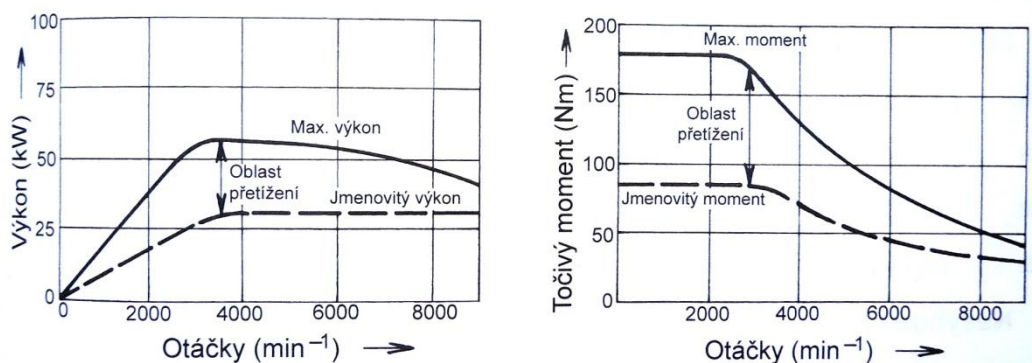 100
75
50
25
0
Výkon (kW)
Max. výkon
Oblast
přetížení
Jmenovitý výkon
0 2000 4000 6000 8000
Otáčky (min⁻¹)
200
150
100
50
0
Točivý moment (Nm)
Max. moment
Oblast
přetížení
Jmenovitý moment
0 2000 4000 6000 8000
Otáčky (min⁻¹)